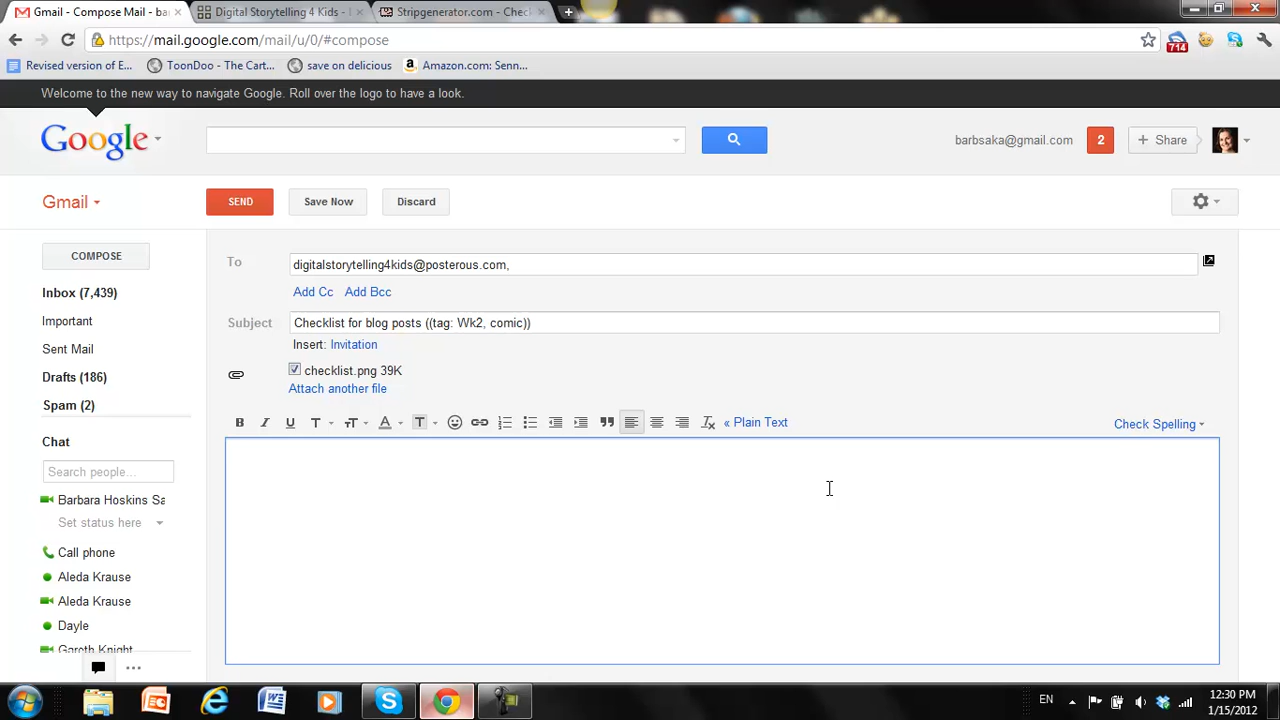 Gmail - Compose Mail - ba
Digital Storytelling 4 Kids -
Stripgenerator.com - Chec
https://mail.google.com/mail/u/0/#compose
714
Revised version of E...
ToonDoo - The Cart...
save on delicious
Amazon.com: Senn...
Welcome to the new way to navigate Google. Roll over the logo to have a look.
Google
barbsaka@gmail.com
2
+ Share
Gmail
SEND
Save Now
Discard
COMPOSE
To
digitalstorytelling4kids@posterous.com,
Add Cc
Add Bcc
Inbox (7,439)
Important
Subject
Checklist for blog posts ((tag: Wk2, comic))
Insert: Invitation
Sent Mail
checklist.png 39K
Drafts (186)
Attach another file
Spam (2)
B I U T T A T
« Plain Text
Check Spelling
Chat
Search people...
Barbara Hoskins Sa
Set status here
Call phone
Aledа Krause
Aleda Krause
Dayle
Gareth Knight
EN
12:30 PM
1/15/2012